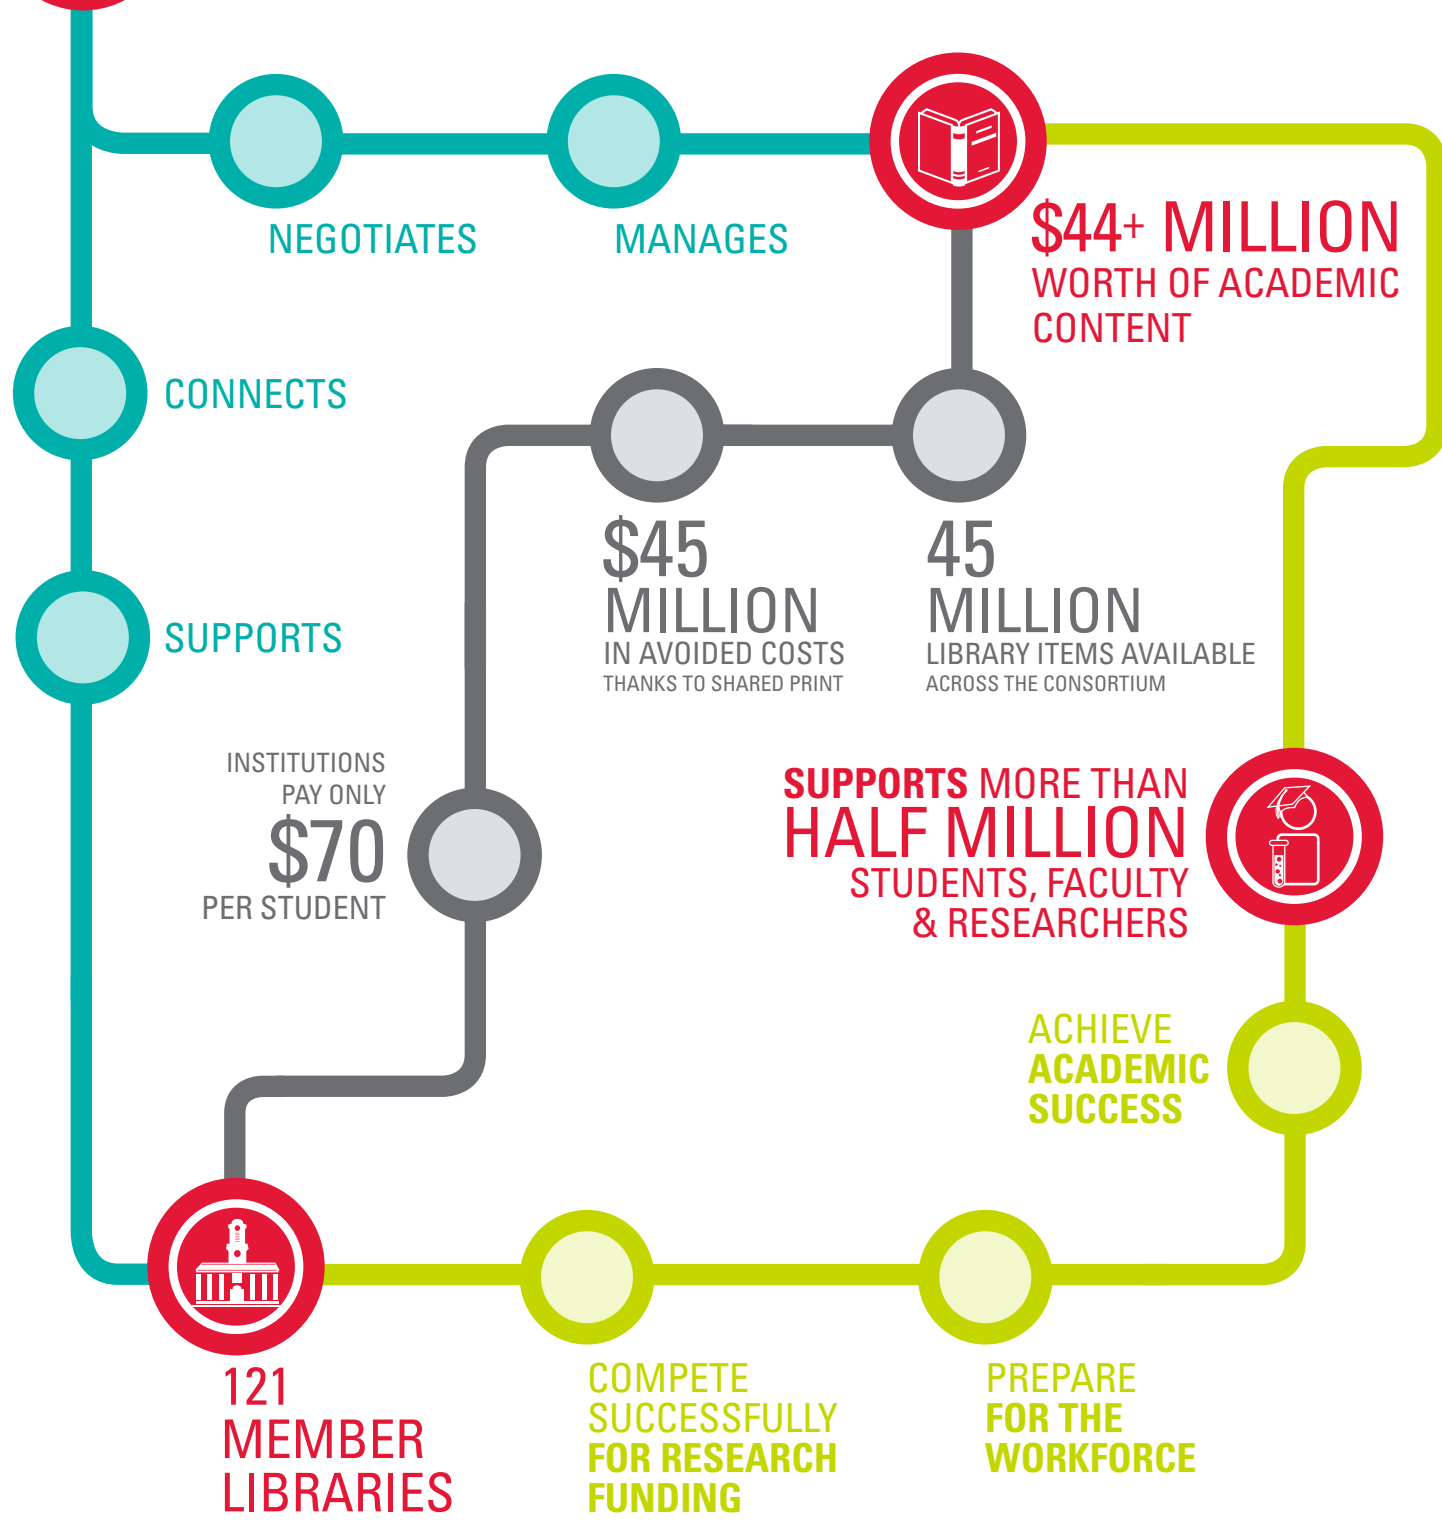 NEGOTIATES
MANAGES
$44+ MILLION
WORTH OF ACADEMIC
CONTENT
CONNECTS
SUPPORTS
$45
MILLION
IN AVOIDED COSTS
THANKS TO SHARED PRINT
45
MILLION
LIBRARY ITEMS AVAILABLE
ACROSS THE CONSORTIUM
INSTITUTIONS
PAY ONLY
$70
PER STUDENT
SUPPORTS MORE THAN
HALF MILLION
STUDENTS, FACULTY
& RESEARCHERS
ACHIEVE
ACADEMIC
SUCCESS
121
MEMBER
LIBRARIES
COMPETE
SUCCESSFULLY
FOR RESEARCH
FUNDING
PREPARE
FOR THE
WORKFORCE